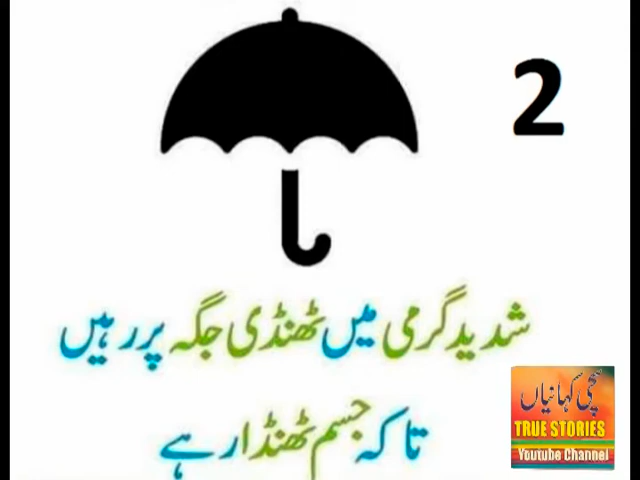 2
شدید گرمی میں ٹھنڈی جگہ پر رہیں
تاکہ جسم ٹھنڈا رہے
سچی کہانیاں
TRUE STORIES
Youtube Channel